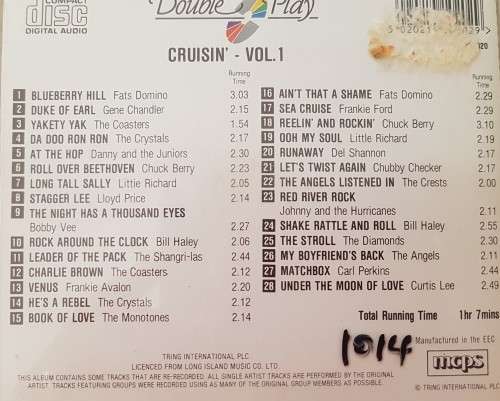 COMPACT
disc
DIGITAL AUDIO
Double Play
CRUISIN' - VOL.1
Running
Time
1 BLUEBERRY HILL Fats Domino 3.03
2 DUKE OF EARL Gene Chandler 2.15
3 YAKETY YAK The Coasters 1.54
4 DA DOO RON RON The Crystals 2.17
5 AT THE HOP Danny and the Juniors 2.30
6 ROLL OVER BEETHOVEN Chuck Berry 2.23
7 LONG TALL SALLY Little Richard 2.05
8 STAGGER LEE Lloyd Price 2.14
9 THE NIGHT HAS A THOUSAND EYES
Bobby Vee 2.27
10 ROCK AROUND THE CLOCK Bill Haley 2.06
11 LEADER OF THE PACK The Shangri-las 2.44
12 CHARLIE BROWN The Coasters 2.12
13 VENUS Frankie Avalon 2.20
14 HE'S A REBEL The Crystals 2.12
15 BOOK OF LOVE The Monotones 2.14
Running
Time
16 AIN'T THAT A SHAME Fats Domino 2.29
17 SEA CRUISE Frankie Ford 2.29
18 REELIN' AND ROCKIN' Chuck Berry 3.10
19 OOH MY SOUL Little Richard 2.19
20 RUNAWAY Del Shannon 2.17
21 LET'S TWIST AGAIN Chubby Checker 2.17
22 THE ANGELS LISTENED IN The Crests 2.00
23 RED RIVER ROCK
Johnny and the Hurricanes 2.11
24 SHAKE RATTLE AND ROLL Bill Haley 2.55
25 THE STROLL The Diamonds 2.30
26 MY BOYFRIEND'S BACK The Angels 2.11
27 MATCHBOX Carl Perkins 2.44
28 UNDER THE MOON OF LOVE Curtis Lee 2.49
Total Running Time 1hr 7mins
1014
Manufactured in the EEC
mcps
TRING INTERNATIONAL PLC.
LICENCED FROM LONG ISLAND MUSIC CO. LTD
THIS ALBUM CONTAINS SOME TRACKS THAT ARE RE-RECORDED. ALL SINGLE TRACKS ARE PERFORMED BY THE ORIGINAL
ARTIST. TRACKS FEATURING GROUPS WERE RECORDED USING AS MANY OF THE ORIGINAL GROUP MEMBERS AS POSSIBLE.
© TRING INTERNATIONAL PLC